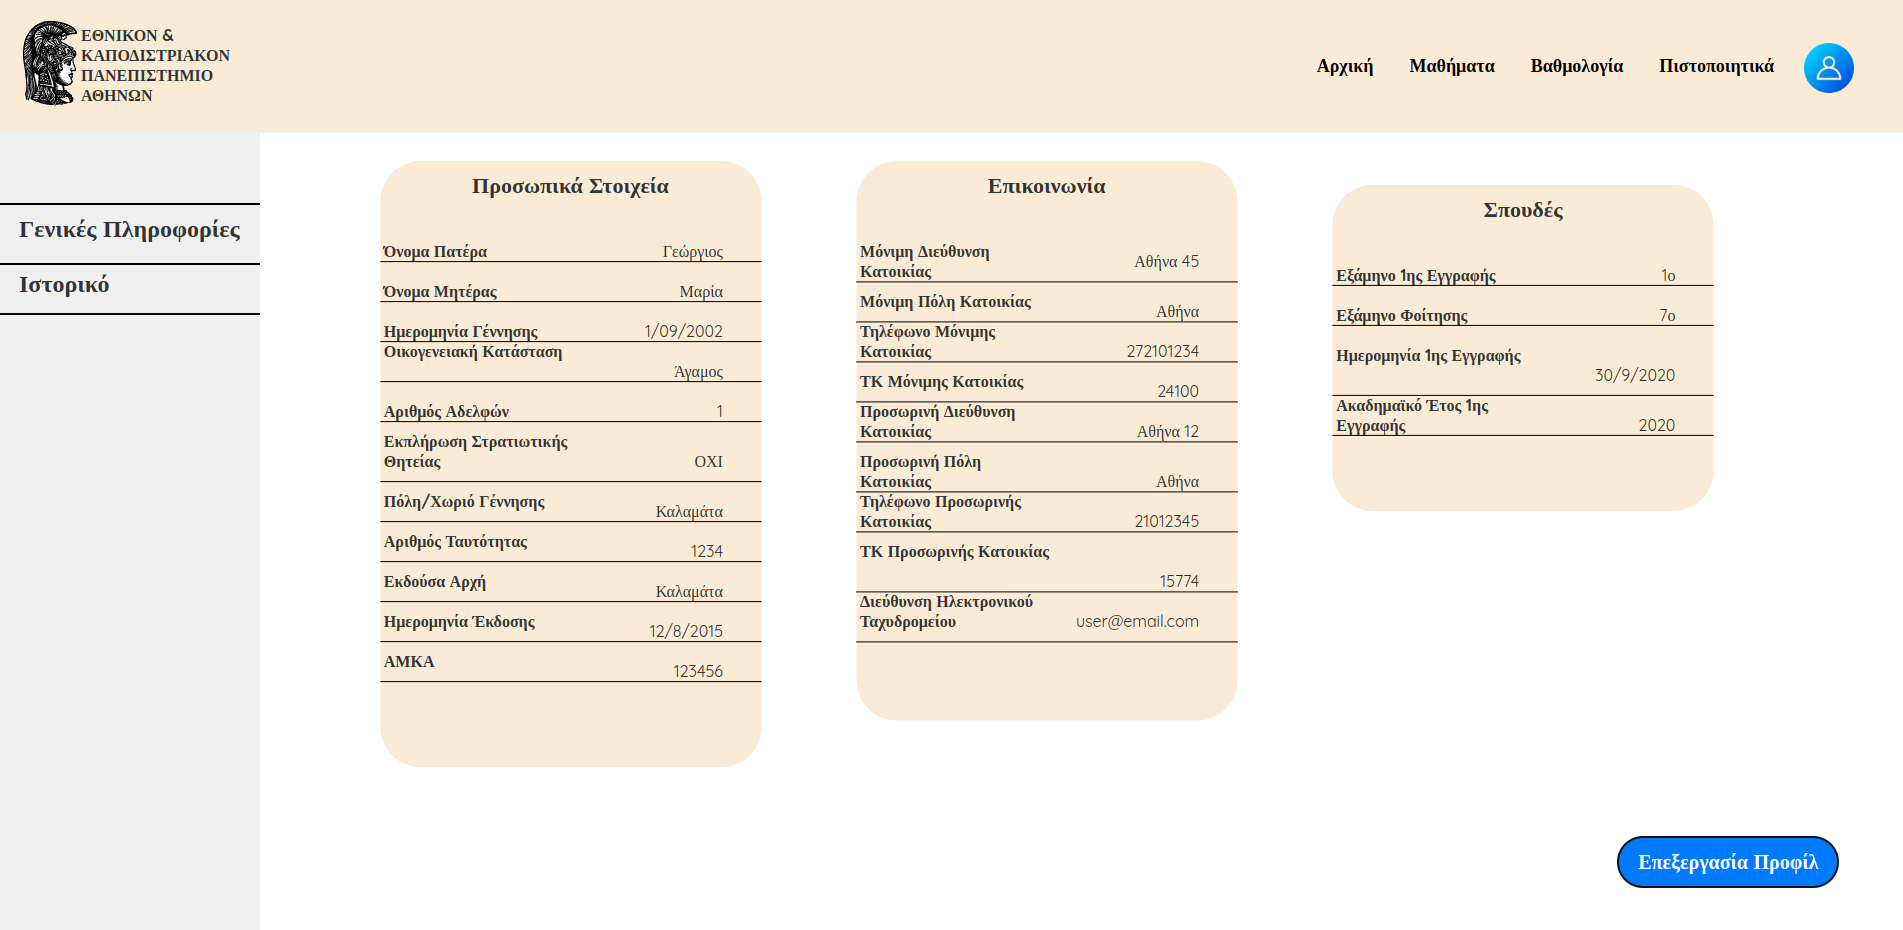 ΕΘΝΙΚΟΝ &
ΚΑΠΟΔΙΣΤΡΙΑΚΟΝ
ΠΑΝΕΠΙΣΤΗΜΙΟ
ΑΘΗΝΩΝ
Αρχική Μαθήματα Βαθμολογία Πιστοποιητικά
Γενικές Πληροφορίες
Ιστορικό
Προσωπικά Στοιχεία
Όνομα Πατέρα Γεώργιος
Όνομα Μητέρας Μαρία
Ημερομηνία Γέννησης 1/09/2002
Οικογενειακή Κατάσταση
Άγαμος
Αριθμός Αδελφών 1
Εκπλήρωση Στρατιωτικής
Θητείας ΟΧΙ
Πόλη/Χωριό Γέννησης
Καλαμάτα
Αριθμός Ταυτότητας
1234
Εκδούσα Αρχή
Καλαμάτα
Ημερομηνία Έκδοσης
12/8/2015
ΑΜΚΑ
123456
Επικοινωνία
Μόνιμη Διεύθυνση
Κατοικίας
Αθήνα 45
Μόνιμη Πόλη Κατοικίας
Αθήνα
Τηλέφωνο Μόνιμης
Κατοικίας 272101234
ΤΚ Μόνιμης Κατοικίας
24100
Προσωρινή Διεύθυνση
Κατοικίας Αθήνα 12
Προσωρινή Πόλη
Κατοικίας Αθήνα
Τηλέφωνο Προσωρινής
Κατοικίας 21012345
ΤΚ Προσωρινής Κατοικίας
15774
Διεύθυνση Ηλεκτρονικού
Ταχυδρομείου user@email.com
Σπουδές
Εξάμηνο 1ης Εγγραφής 1ο
Εξάμηνο Φοίτησης 7ο
Ημερομηνία 1ης Εγγραφής
30/9/2020
Ακαδημαϊκό Έτος 1ης
Εγγραφής 2020
Επεξεργασία Προφίλ